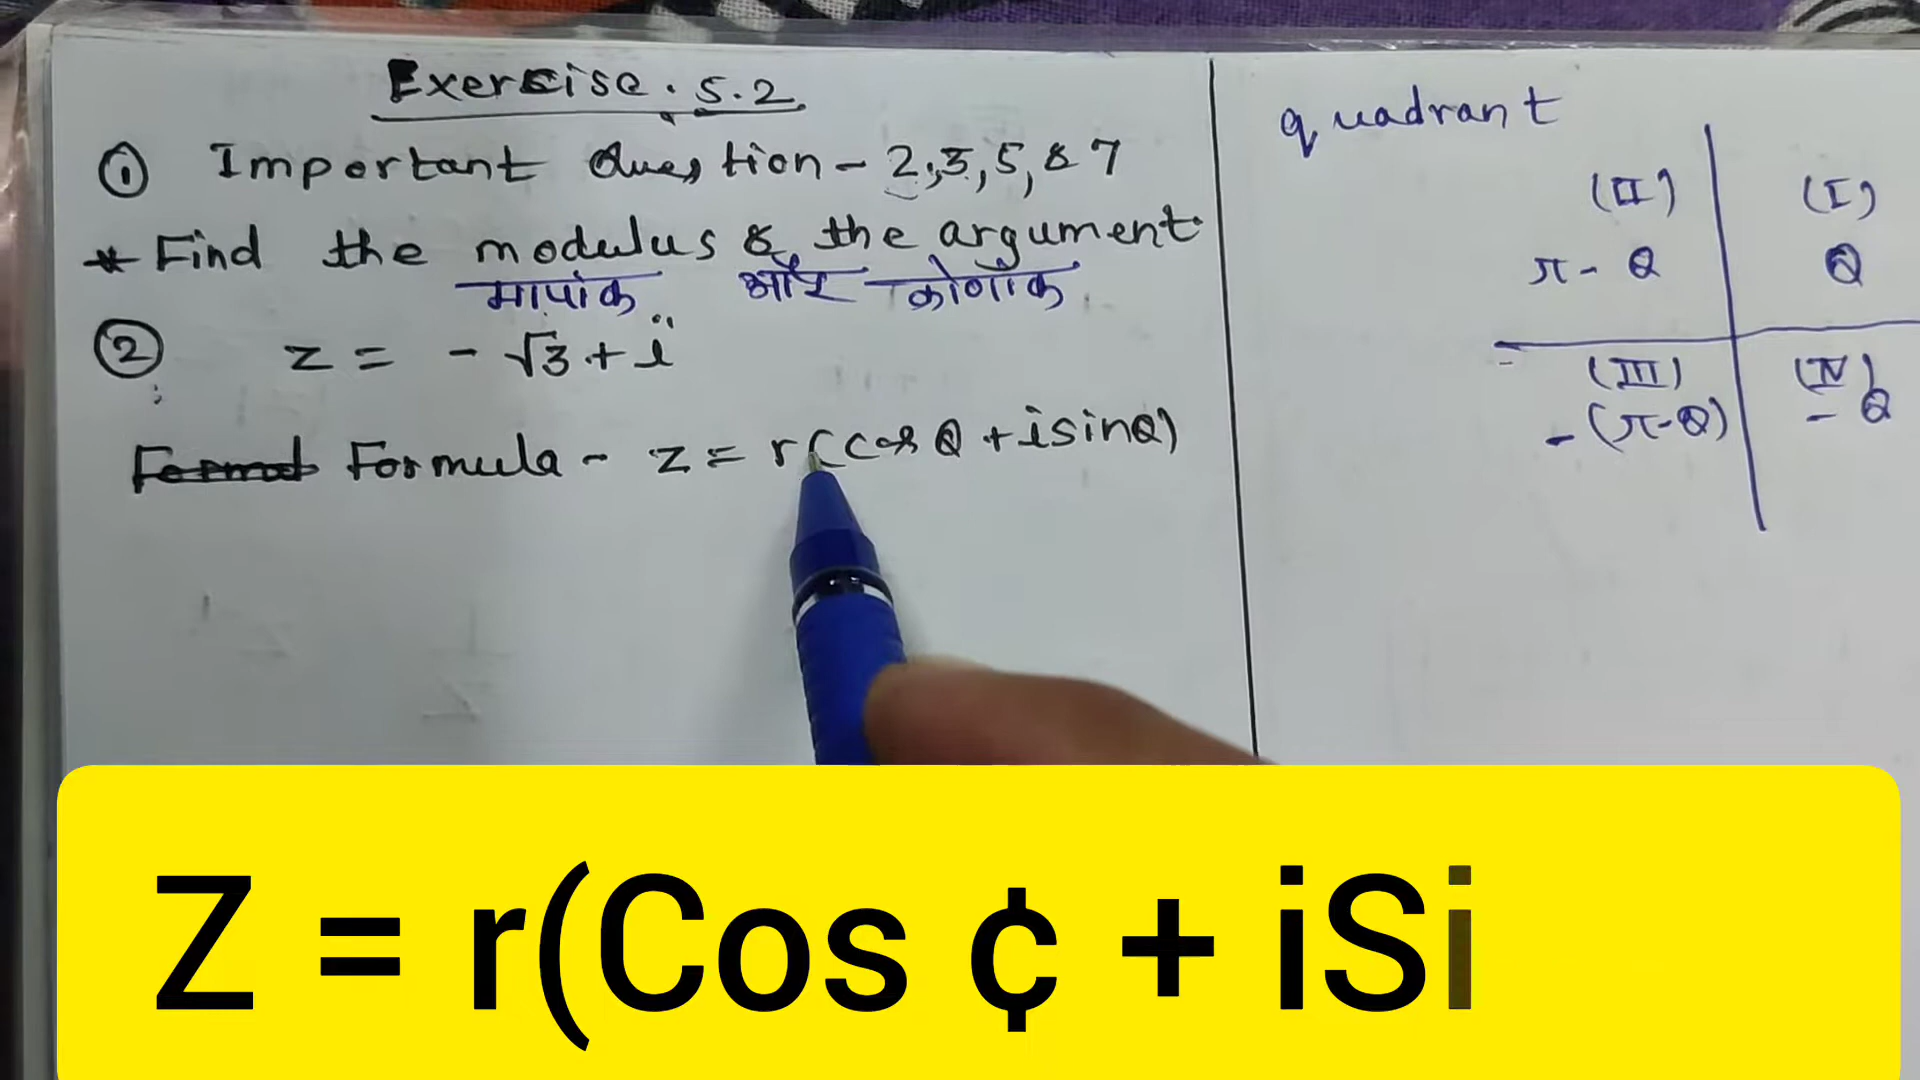 Exercise. 5.2
① Important Question - 2,3,5,&7
* Find the modulus & the argument.
मापांक और कोणांक
② z = - √3 + i
Formula - z = r(cosθ + isinθ)
quadrant
(II) (I)
π - θ θ
(III) (IV)
-(π-θ) - θ
Z = r(Cos ¢ + iSi